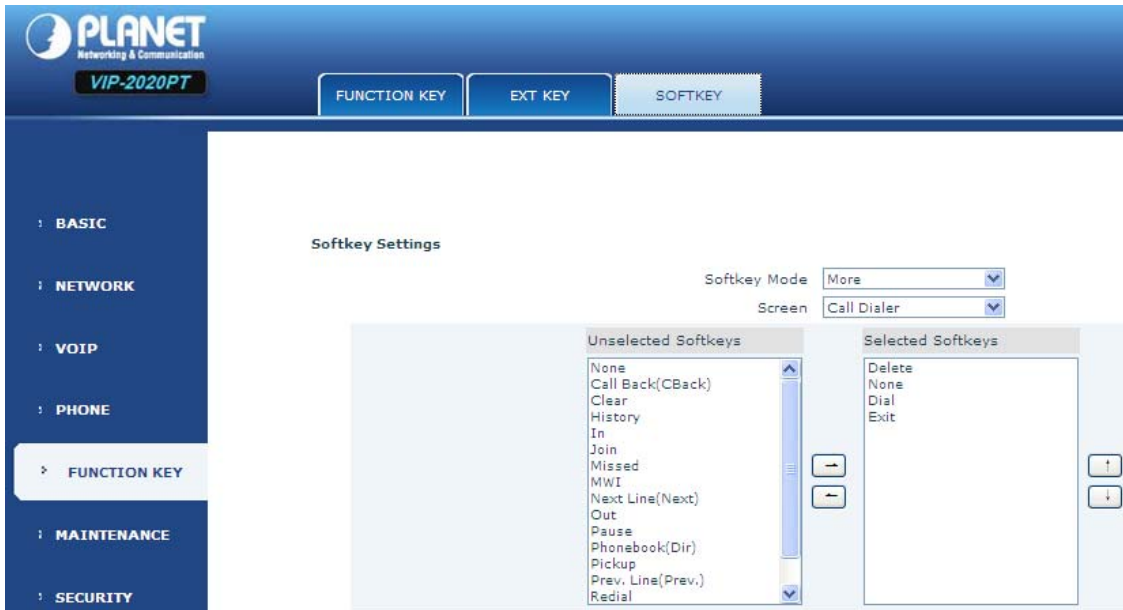 PLANET
Networking & Communication
VIP-2020PT
FUNCTION KEY
EXT KEY
SOFTKEY
BASIC
NETWORK
VOIP
PHONE
FUNCTION KEY
MAINTENANCE
SECURITY
Softkey Settings
Softkey Mode More
Screen Call Dialer
Unselected Softkeys
None
Call Back(CBack)
Clear
History
In
Join
Missed
MWI
Next Line(Next)
Out
Pause
Phonebook(Dir)
Pickup
Prev. Line(Prev.)
Redial
Selected Softkeys
Delete
None
Dial
Exit